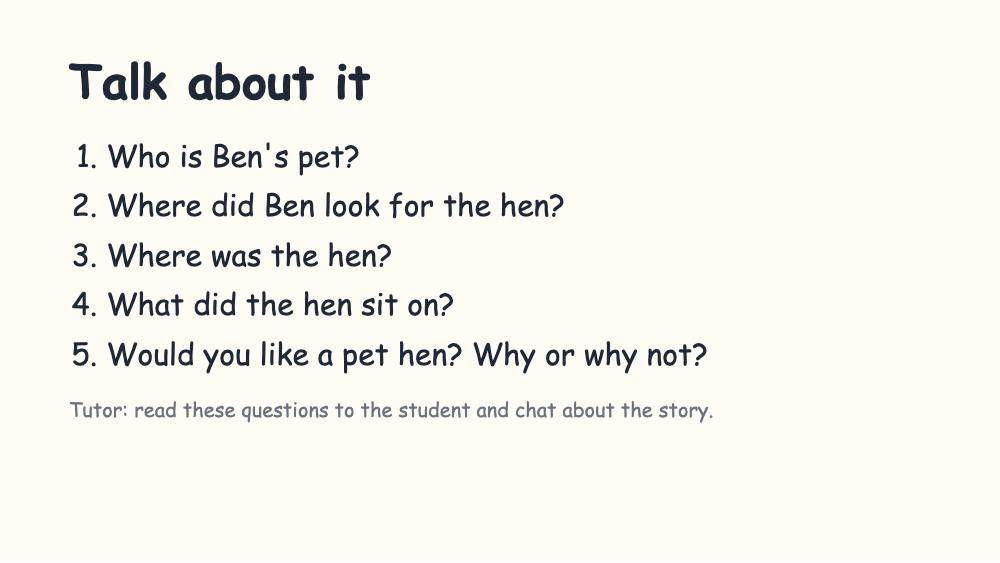 Talk about it
1. Who is Ben's pet?
2. Where did Ben look for the hen?
3. Where was the hen?
4. What did the hen sit on?
5. Would you like a pet hen? Why or why not?
Tutor: read these questions to the student and chat about the story.